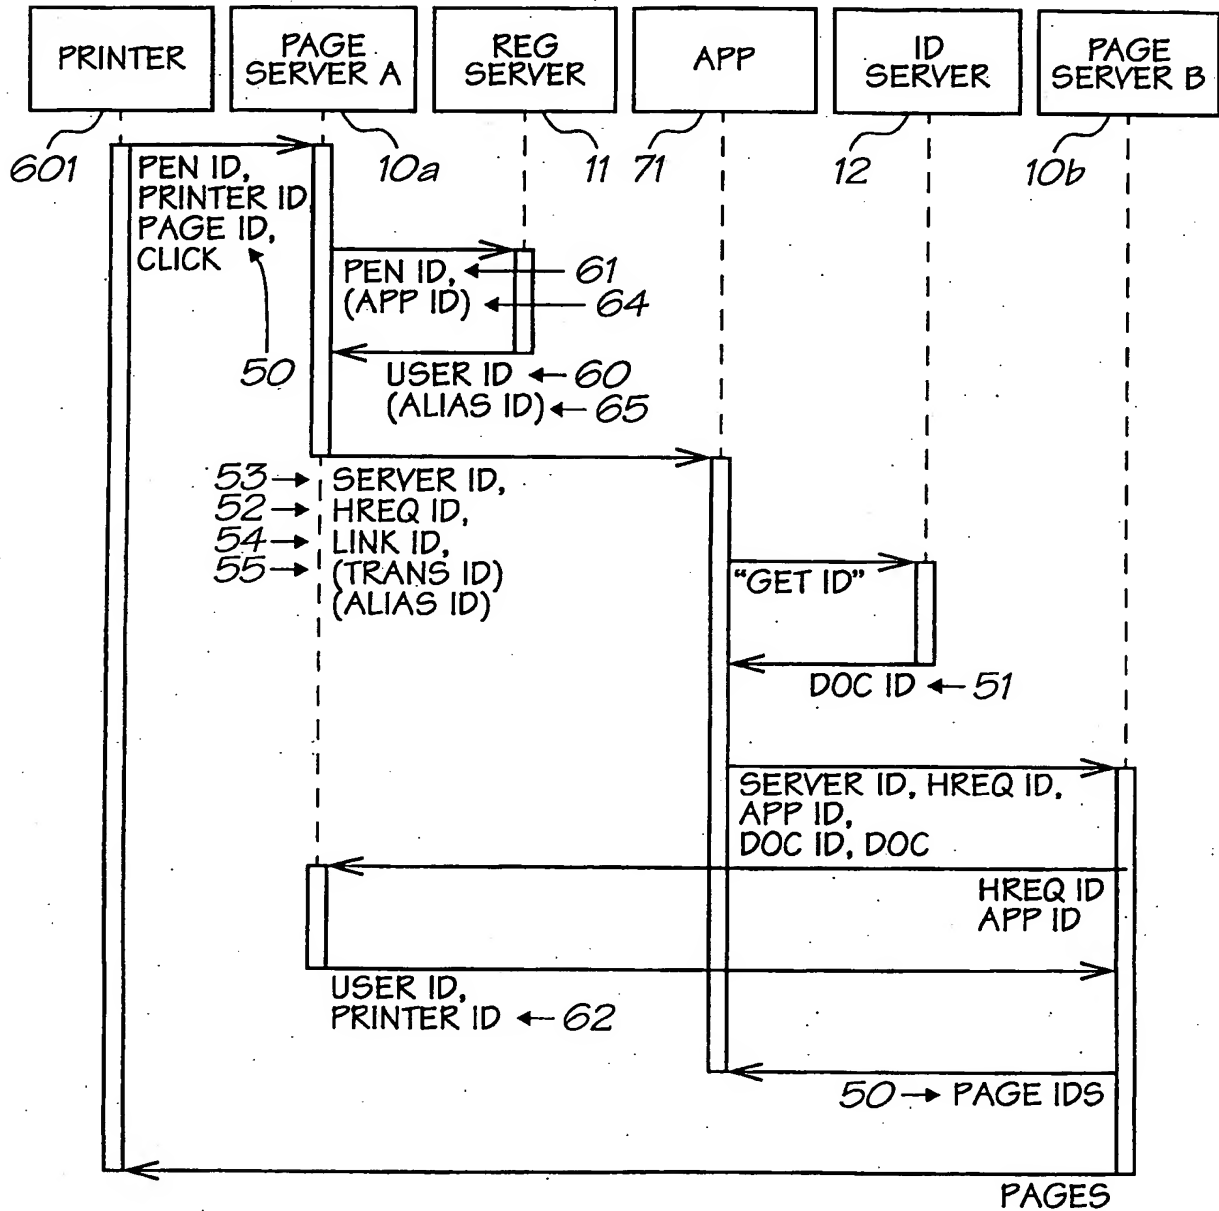 PRINTER
PAGE
SERVER A
REG
SERVER
APP
ID
SERVER
PAGE
SERVER B
601
10a
11
71
12
10b
PEN ID,
PRINTER ID
PAGE ID,
CLICK
50
PEN ID,
61
(APP ID)
64
USER ID
60
(ALIAS ID)
65
53
SERVER ID,
52
HREQ ID,
54
LINK ID,
55
(TRANS ID)
(ALIAS ID)
"GET ID"
DOC ID
51
SERVER ID, HREQ ID,
APP ID,
DOC ID, DOC
HREQ ID
APP ID
USER ID,
PRINTER ID
62
50
PAGE IDS
PAGES